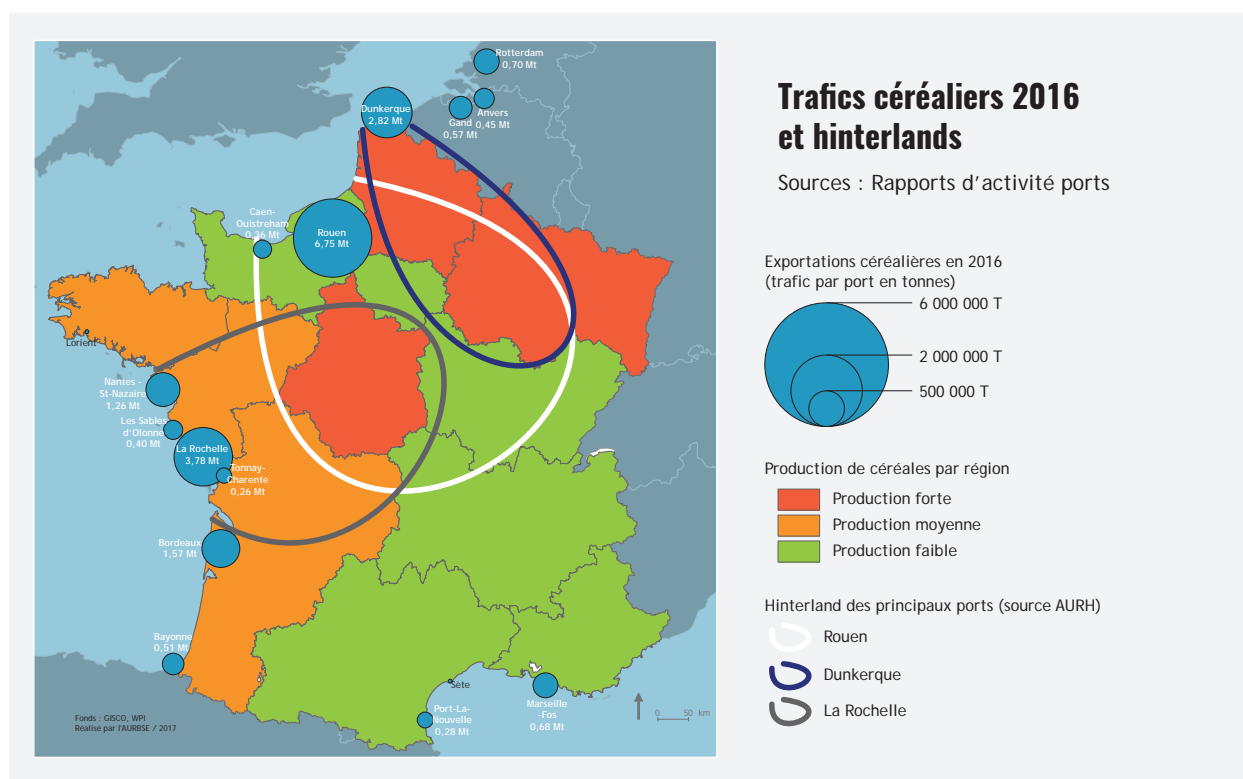 Trafics céréaliers 2016
et hinterlands
Sources : Rapports d'activité ports
Rotterdam
0,70 Mt
Dunkerque
2,82 Mt
Anvers
0,45 Mt
Gand
0,57 Mt
Caen-
Ouistreham
0,36 Mt
Rouen
6,75 Mt
Lorient
Nantes -
St-Nazaire
1,26 Mt
Les Sables
d'Olonne
0,40 Mt
La Rochelle
3,78 Mt
Tonnay-
Charente
0,26 Mt
Bordeaux
1,57 Mt
Bayonne
0,51 Mt
Sète
Port-La-
Nouvelle
0,28 Mt
Marseille
-Fos
0,68 Mt
0 50 km
Fonds : GISCO, WPI
Réalisé par l'AURBSE / 2017
Exportations céréalières en 2016
(trafic par port en tonnes)
6 000 000 T
2 000 000 T
500 000 T
Production de céréales par région
Production forte
Production moyenne
Production faible
Hinterland des principaux ports (source AURH)
Rouen
Dunkerque
La Rochelle